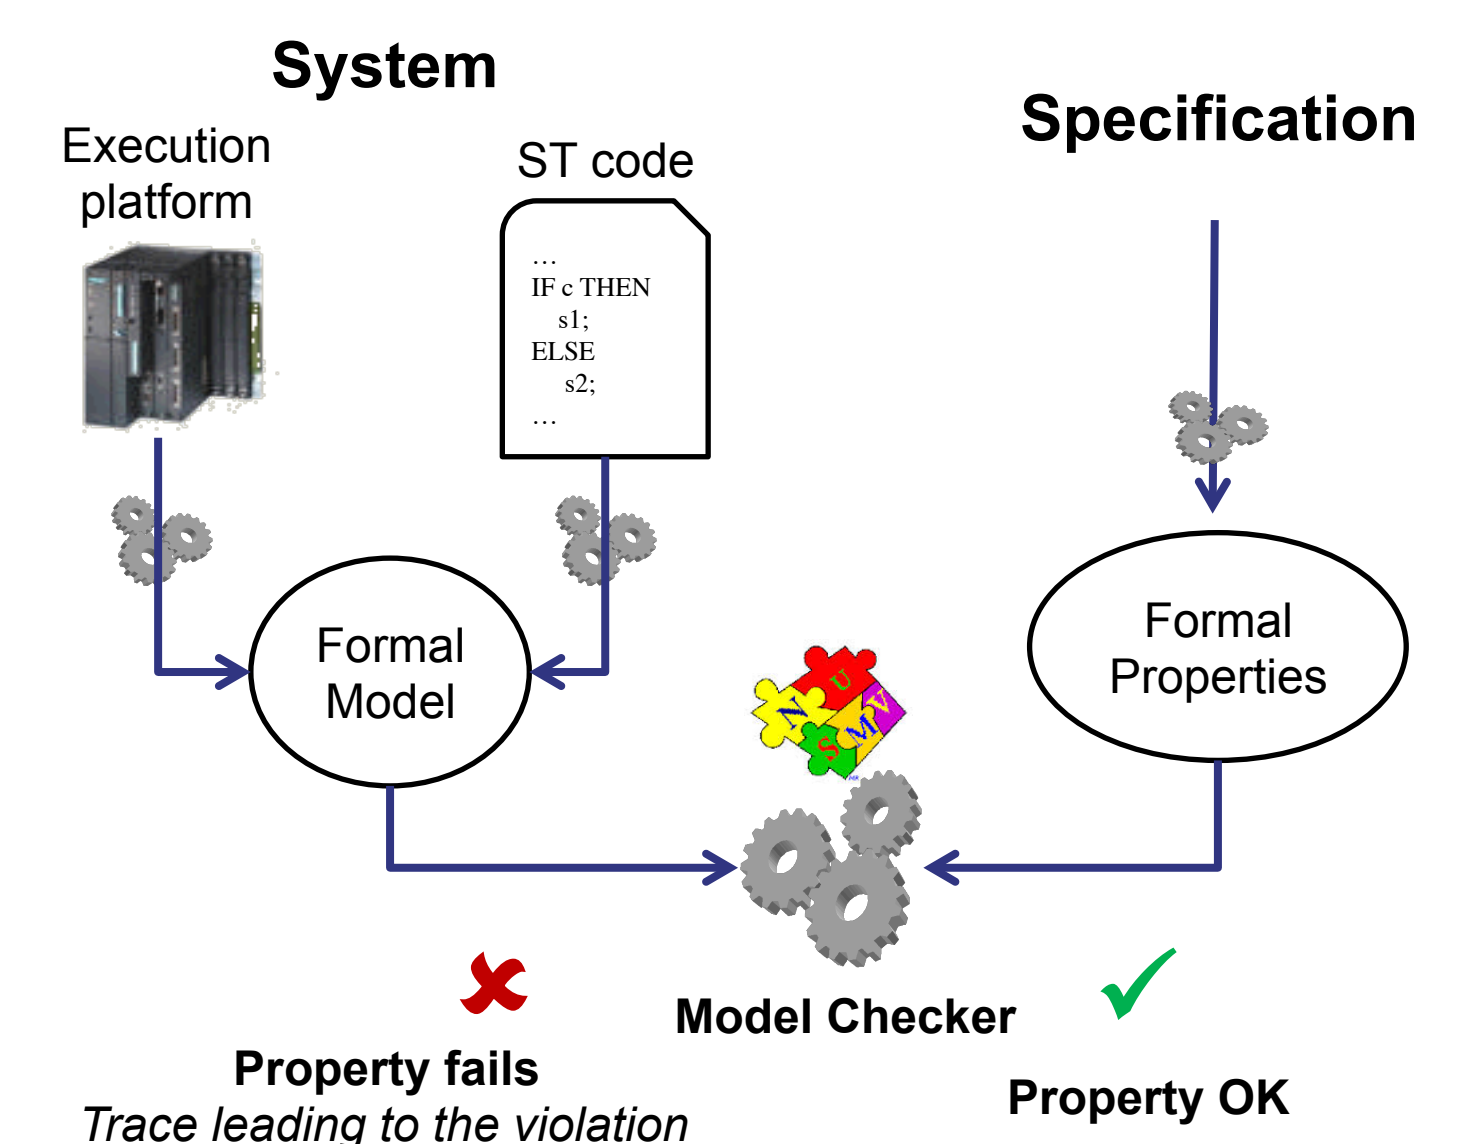 System
Specification
Execution
platform
ST code
…
IF c THEN
s1;
ELSE
s2;
…
Formal
Model
Formal
Properties
N U
S M V
Model Checker
Property fails
Trace leading to the violation
Property OK